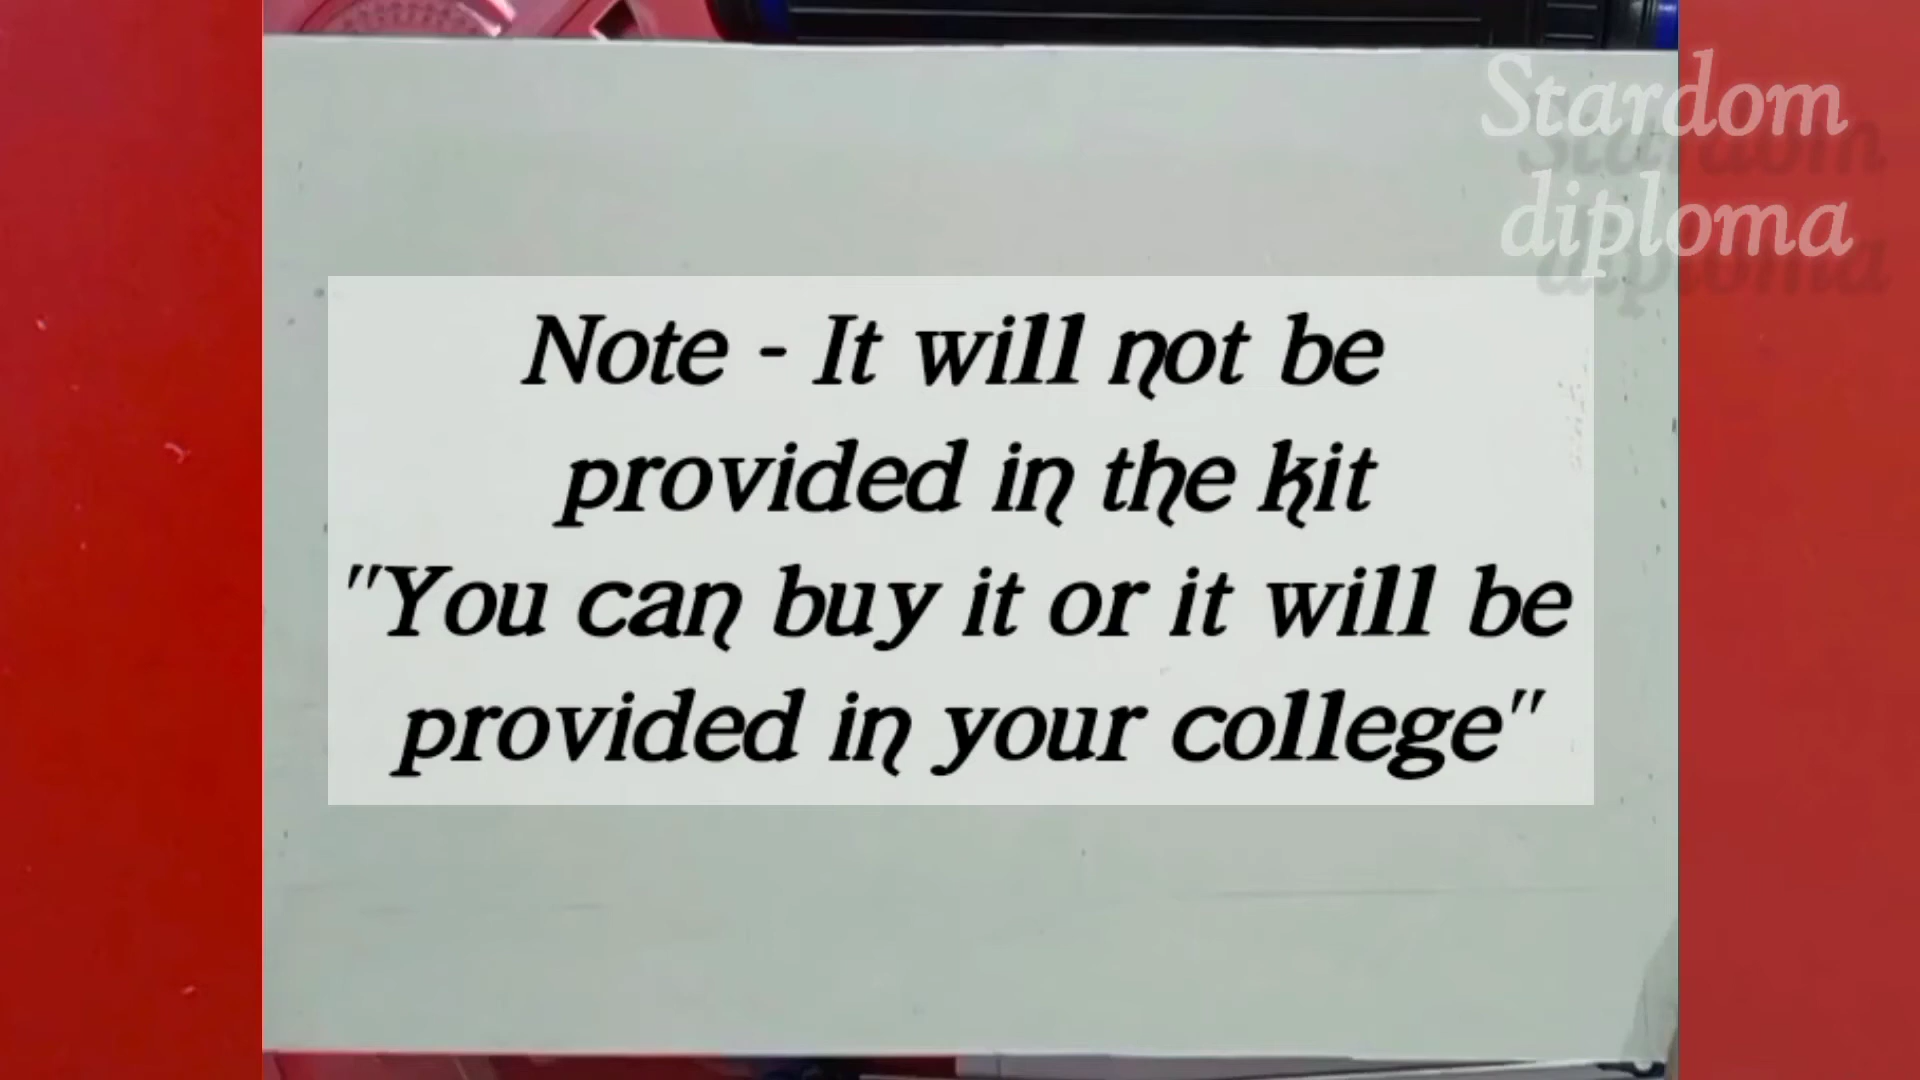 Stardom
diploma
Note - It will not be
provided in the kit
"You can buy it or it will be
provided in your college"